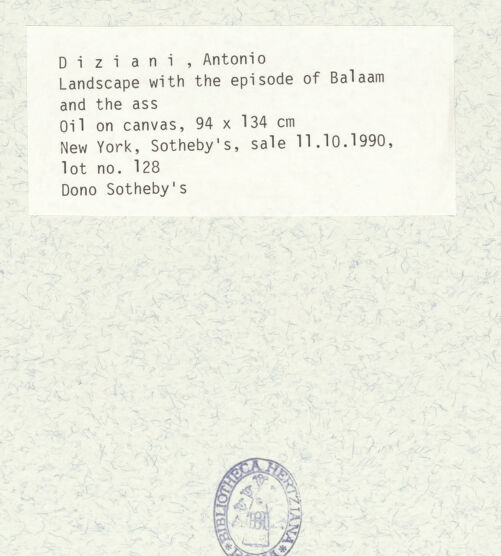 D i z i a n i , Antonio
Landscape with the episode of Balaam
and the ass
Oil on canvas, 94 x 134 cm
New York, Sotheby's, sale 11.10.1990,
lot no. 128
Dono Sotheby's
BIBLIOTHECA HERTZIANA